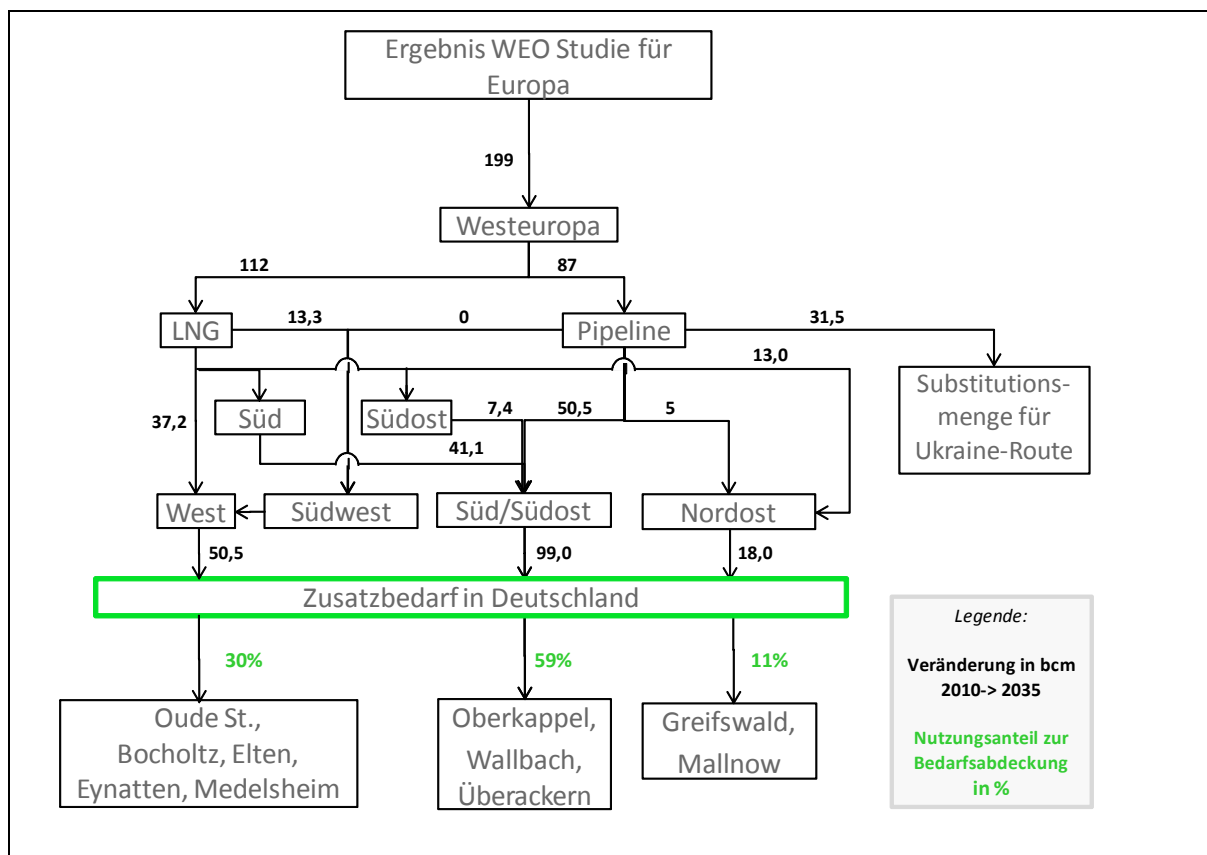 Ergebnis WEO Studie für
Europa
199
Westeuropa
112
87
LNG
13,3
0
Pipeline
31,5
13,0
Substitutions-
menge für
Ukraine-Route
Süd
Südost
7,4
50,5
5
37,2
41,1
West
Südwest
Süd/Südost
Nordost
50,5
99,0
18,0
Zusatzbedarf in Deutschland
30%
59%
11%
Oude St.,
Bocholtz, Elten,
Eynatten, Medelsheim
Oberkappel,
Wallbach,
Überackern
Greifswald,
Mallnow
Legende:
Veränderung in bcm
2010-> 2035
Nutzungsanteil zur
Bedarfsabdeckung
in %